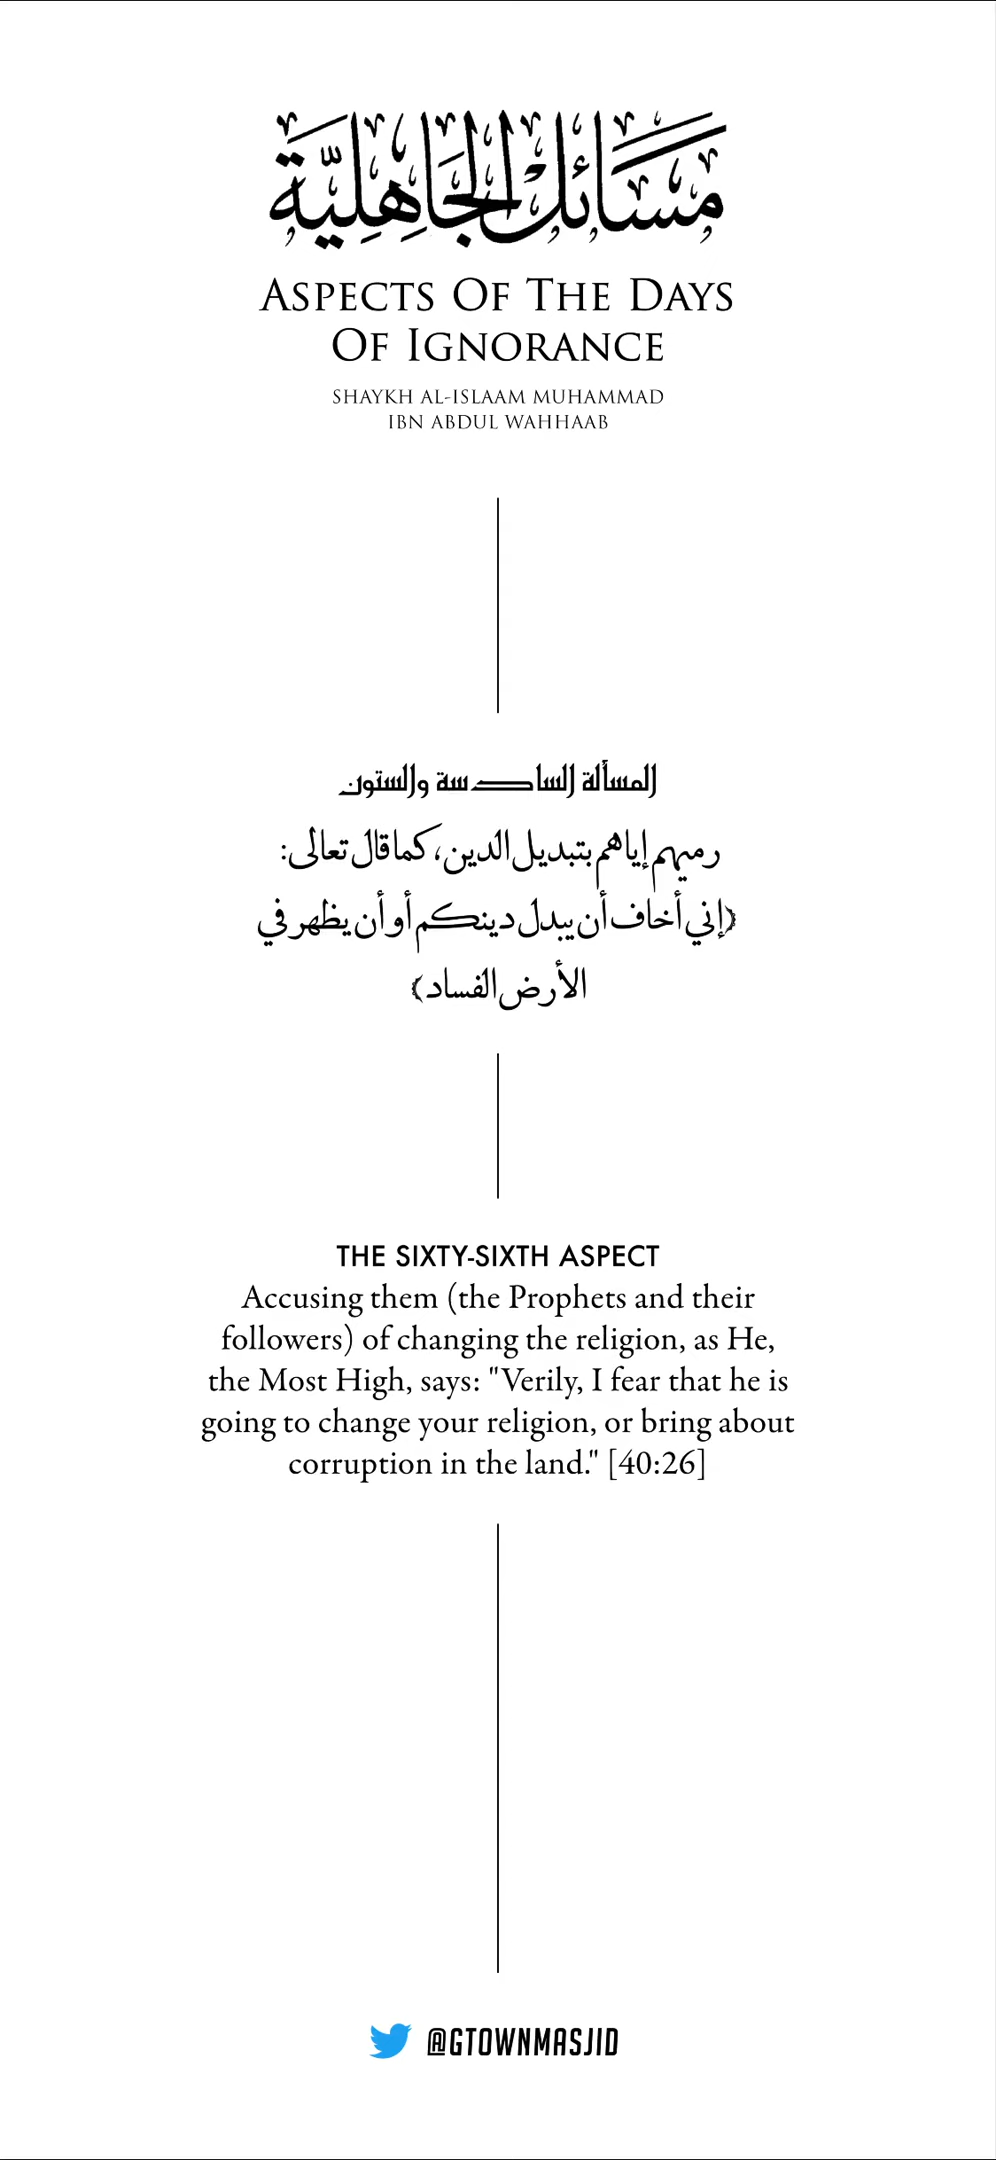 مَسَائِلُ الجَاهِلِيَّةِ
ASPECTS OF THE DAYS
OF IGNORANCE
SHAYKH AL-ISLAAM MUHAMMAD
IBN ABDUL WAHHAAB
المسألة السادسة والستون
رميهم إياهم بتبديل الدين، كما قال تعالى:
﴿إني أخاف أن يبدل دينكم أو أن يظهر في
الأرض الفساد﴾
THE SIXTY-SIXTH ASPECT
Accusing them (the Prophets and their
followers) of changing the religion, as He,
the Most High, says: "Verily, I fear that he is
going to change your religion, or bring about
corruption in the land." [40:26]
@GTOWNMASJID